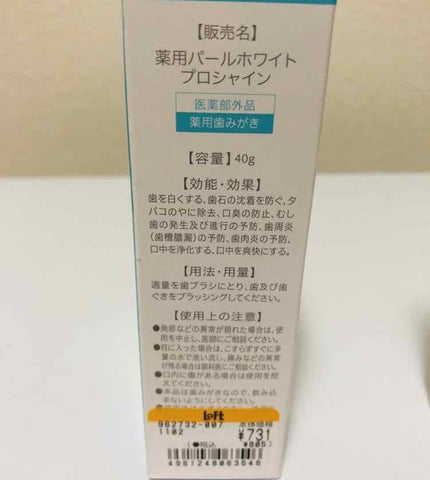 【販売名】
薬用パールホワイト
プロシャイン
医薬部外品
薬用歯みがき
【容量】40g
【効能・効果】
歯を白くする、歯石の沈着を防ぐ、タ
バコのやに除去、口臭の防止、むし
歯の発生及び進行の予防、歯周炎
(歯槽膿漏)の予防、歯肉炎の予防、
口中を浄化する、口中を爽快にする。
【用法・用量】
適量を歯ブラシにとり、歯及び歯
ぐきをブラッシングしてください。
【使用上の注意】
●発疹などの異常が現れた場合は、使
用を中止し、医師にご相談ください。
●目に入った場合は、こすらずすぐに多
量の水で洗い流し、痛みなどの異常
が残る場合は眼科医にご相談ください。
●口内に傷がある場合は使用を控
えてください。
●本品は歯みがきなので、飲み込
まないようにしてください。
Loft
962732-007 本体価格
1102 ¥731
税込 ¥805
4981248063546